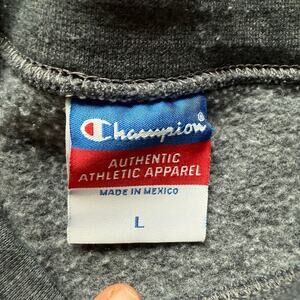 Champion®
AUTHENTIC
ATHLETIC APPAREL
MADE IN MEXICO
L